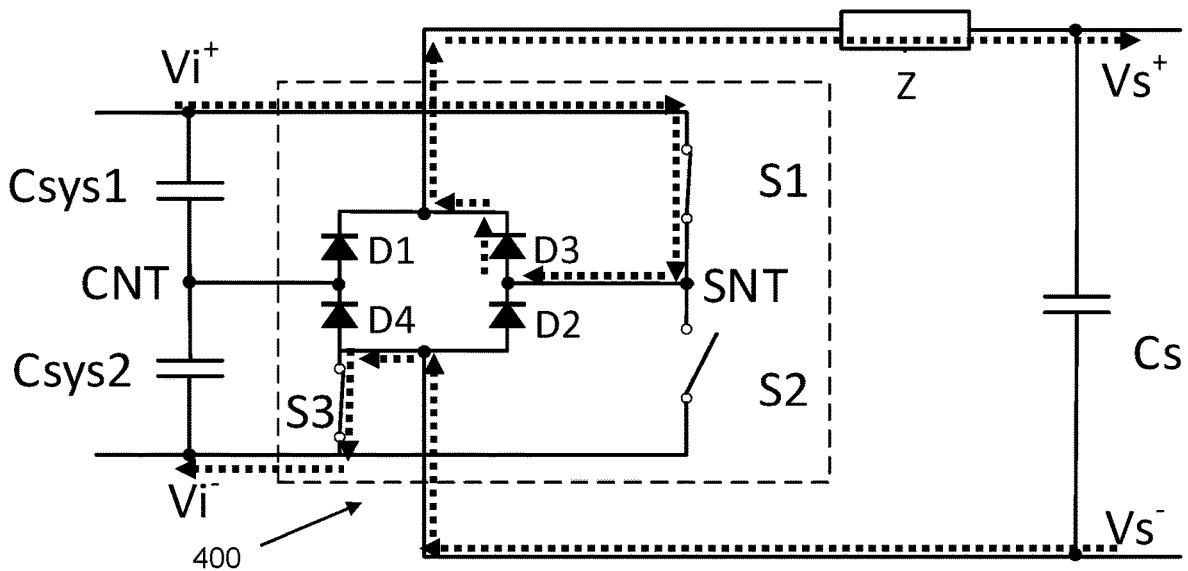 Vi+
Z
Vs+
Csys1
S1
D1
D3
CNT
SNT
D4
D2
Cs
Csys2
S3
S2
Vi-
Vs-
400